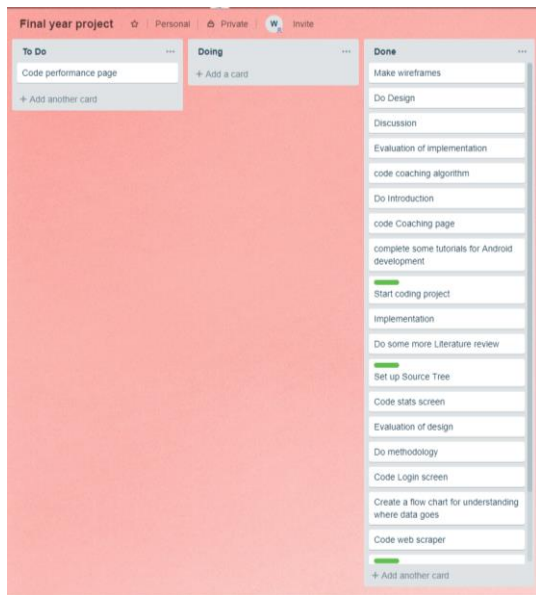 Final year project Personal Private W Invite
To Do
Code performance page
+ Add another card
Doing
+ Add a card
Done
Make wireframes
Do Design
Discussion
Evaluation of implementation
code coaching algorithm
Do Introduction
code Coaching page
complete some tutorials for Android
development
Start coding project
Implementation
Do some more Literature review
Set up Source Tree
Code stats screen
Evaluation of design
Do methodology
Code Login screen
Create a flow chart for understanding
where data goes
Code web scraper
+ Add another card